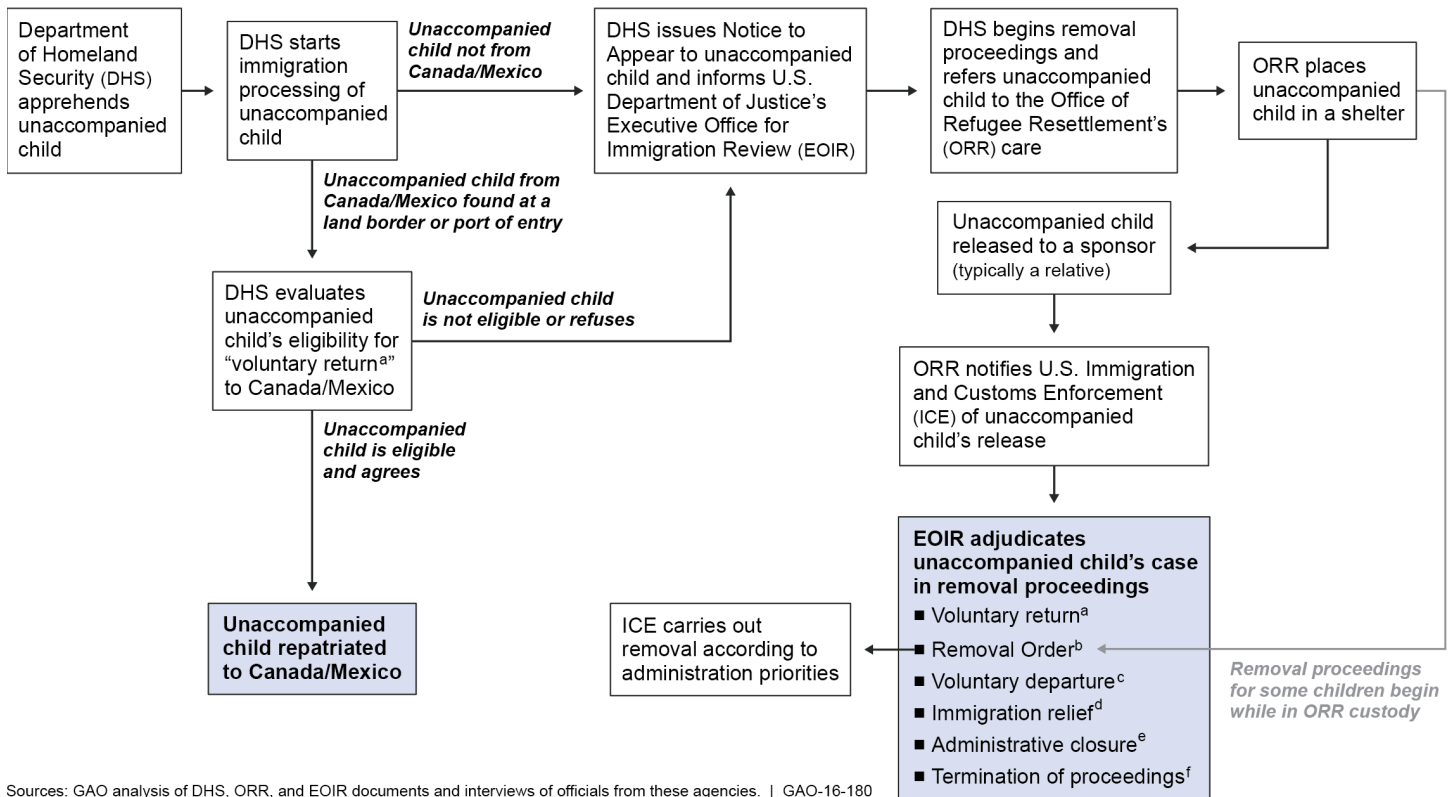 Department
of Homeland
Security (DHS)
apprehends
unaccompanied
child
DHS starts
immigration
processing of
unaccompanied
child
Unaccompanied
child not from
Canada/Mexico
DHS issues Notice to
Appear to unaccompanied
child and informs U.S.
Department of Justice’s
Executive Office for
Immigration Review (EOIR)
DHS begins removal
proceedings and
refers unaccompanied
child to the Office of
Refugee Resettlement’s
(ORR) care
ORR places
unaccompanied
child in a shelter
Unaccompanied child from
Canada/Mexico found at a
land border or port of entry
Unaccompanied child
released to a sponsor
(typically a relative)
DHS evaluates
unaccompanied
child’s eligibility for
“voluntary returnᵃ”
to Canada/Mexico
Unaccompanied child
is not eligible or refuses
ORR notifies U.S. Immigration
and Customs Enforcement
(ICE) of unaccompanied
child’s release
Unaccompanied
child is eligible
and agrees
EOIR adjudicates
unaccompanied child’s case
in removal proceedings
■ Voluntary returnᵃ
■ Removal Orderᵇ
■ Voluntary departureᶜ
■ Immigration reliefᵈ
■ Administrative closureᵉ
■ Termination of proceedingsᶠ
Unaccompanied
child repatriated
to Canada/Mexico
ICE carries out
removal according to
administration priorities
Removal proceedings
for some children begin
while in ORR custody
Sources: GAO analysis of DHS, ORR, and EOIR documents and interviews of officials from these agencies. | GAO-16-180